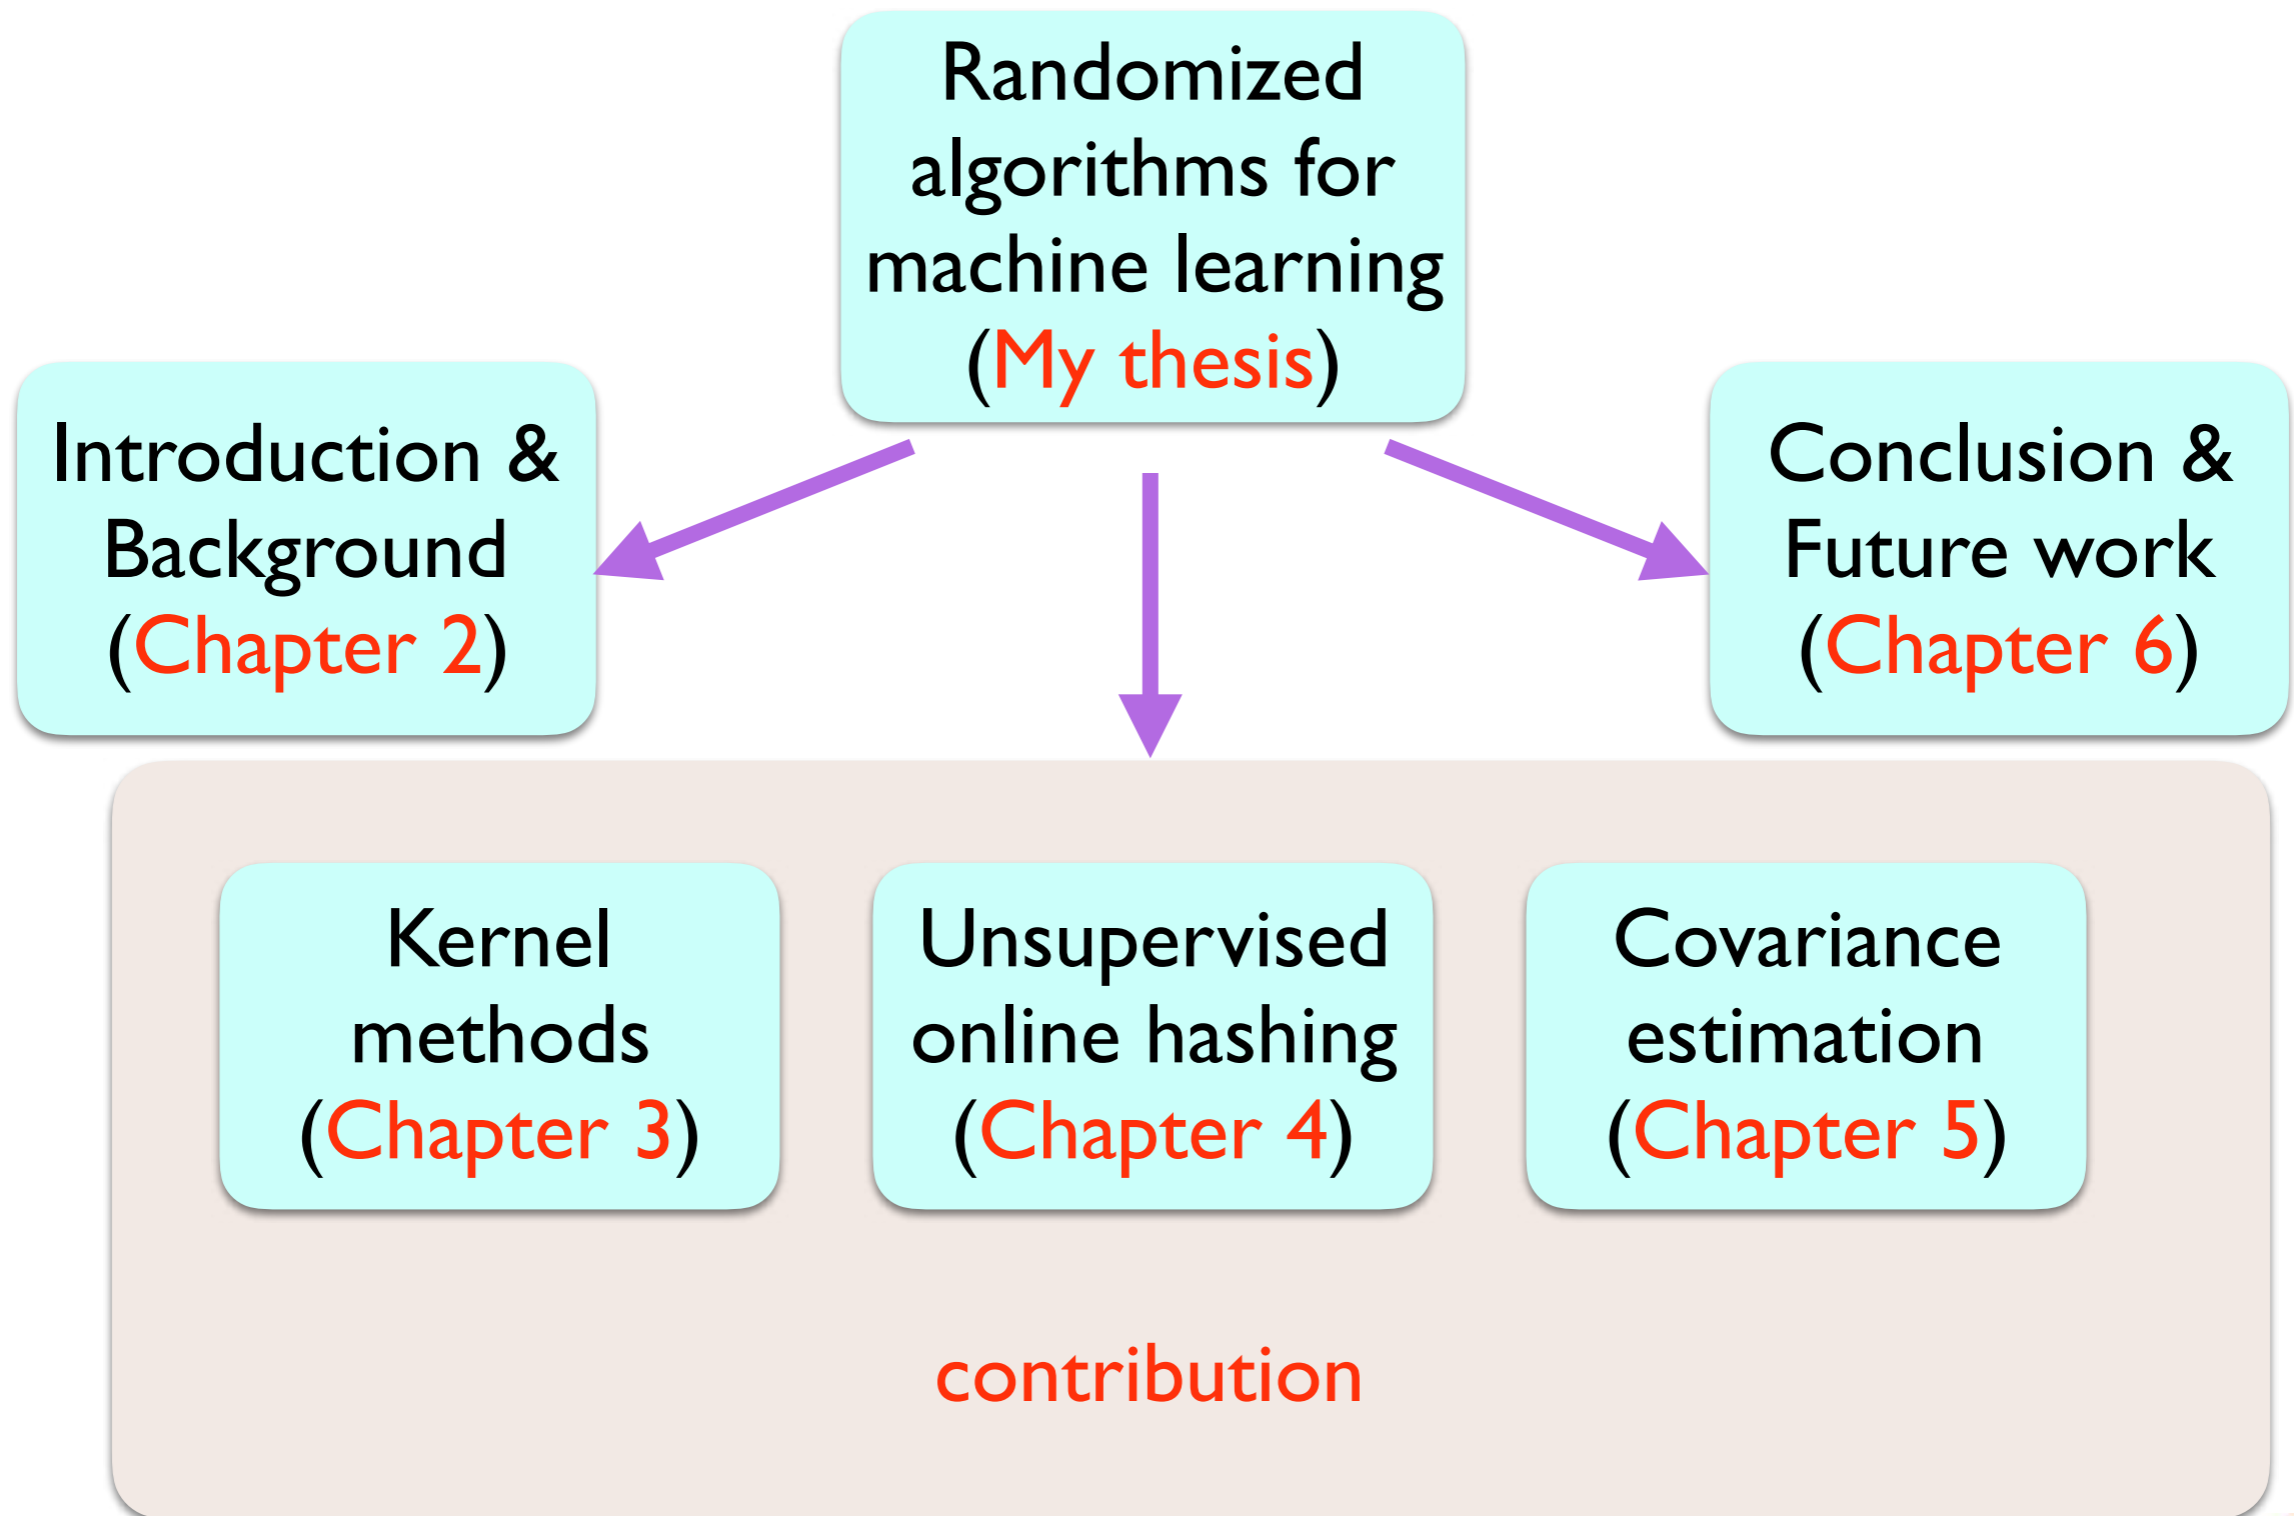 Randomized
algorithms for
machine learning
(My thesis)
Introduction &
Background
(Chapter 2)
Conclusion &
Future work
(Chapter 6)
Kernel
methods
(Chapter 3)
Unsupervised
online hashing
(Chapter 4)
Covariance
estimation
(Chapter 5)
contribution